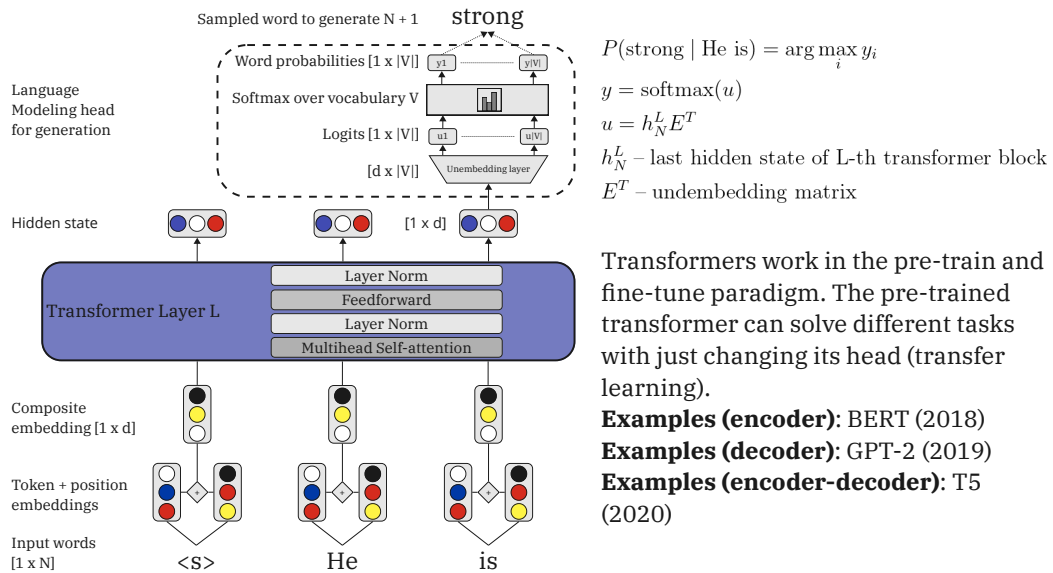 Sampled word to generate N + 1
strong
Word probabilities [1 x |V|]
y1
y|V|
Language
Modeling head
for generation
Softmax over vocabulary V
Logits [1 x |V|]
u1
u|V|
[d x |V|]
Unembedding layer
Hidden state
[1 x d]
Transformer Layer L
Layer Norm
Feedforward
Layer Norm
Multihead Self-attention
Composite
embedding [1 x d]
Token + position
embeddings
+
+
+
Input words
[1 x N]
<s>
He
is
P(strong | He is) = arg max y_i
i
y = softmax(u)
u = h_N^L E^T
h_N^L – last hidden state of L-th transformer block
E^T – undembedding matrix
Transformers work in the pre-train and
fine-tune paradigm. The pre-trained
transformer can solve different tasks
with just changing its head (transfer
learning).
Examples (encoder): BERT (2018)
Examples (decoder): GPT-2 (2019)
Examples (encoder-decoder): T5
(2020)